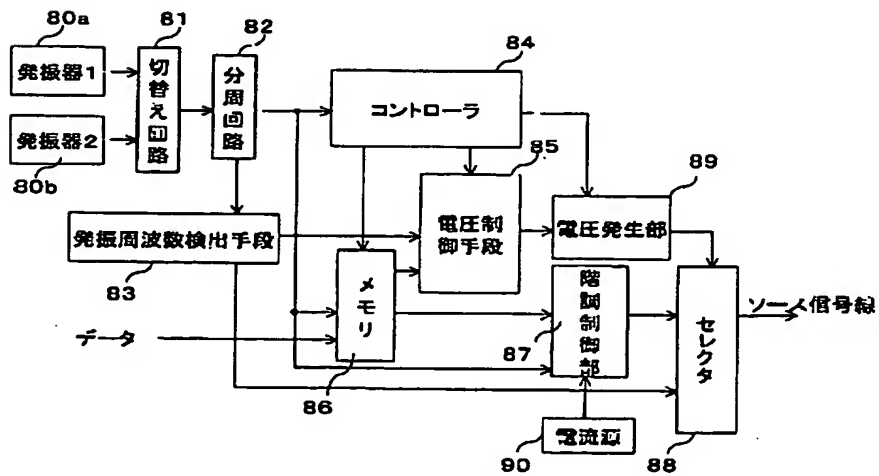 80a
81
82
84
発振器1
切替え回路
分周回路
コントローラ
発振器2
80b
85
89
電圧制
御手段
電圧発生部
発振周波数検出手段
83
メモリ
階調制御部
セレクタ
ソース信号線
データ
87
86
電流源
90
88